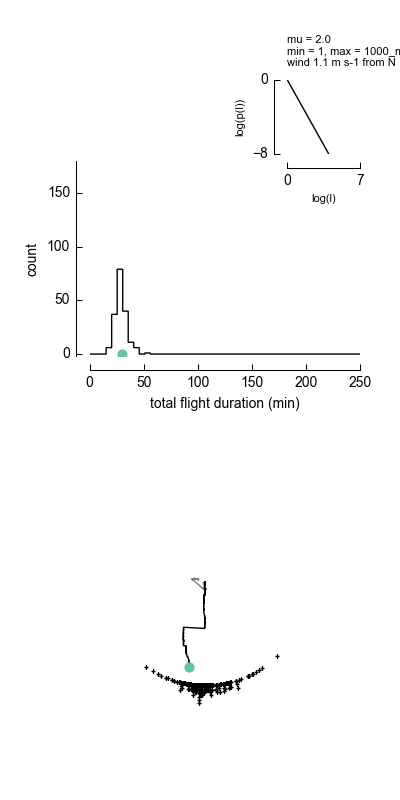 mu = 2.0
min = 1, max = 1000_m
wind 1.1 m s-1 from N
0
log(p(l))
−8
0
7
log(l)
150
100
count
50
0
0
50
100
150
200
250
total flight duration (min)